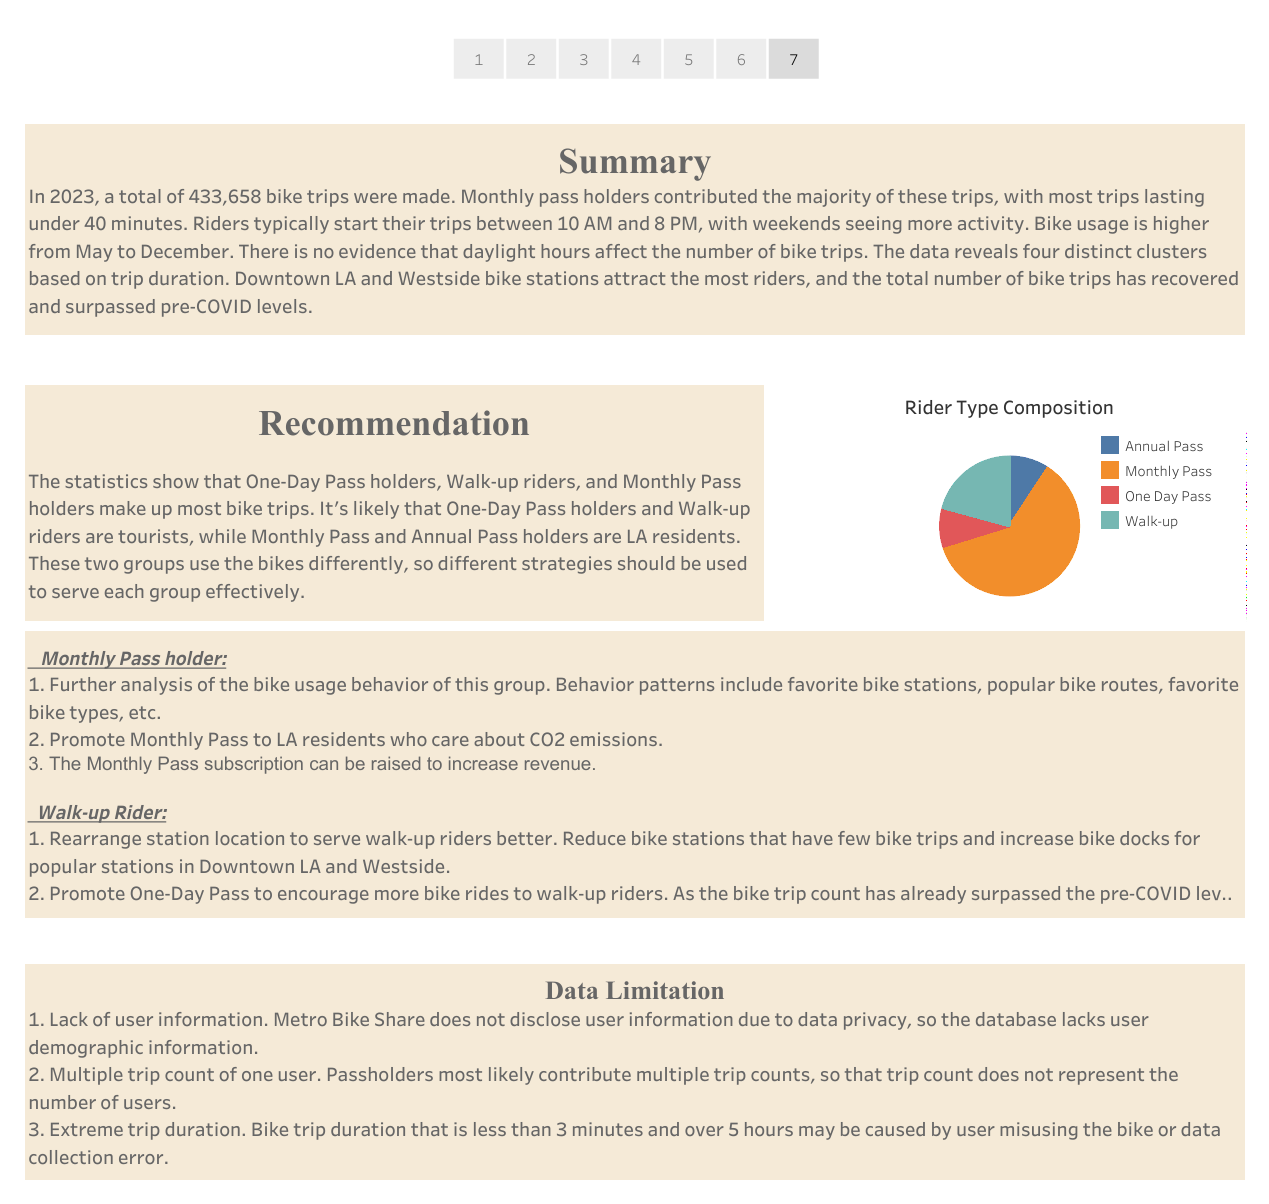 1 2 3 4 5 6 7
Summary
In 2023, a total of 433,658 bike trips were made. Monthly pass holders contributed the majority of these trips, with most trips lasting
under 40 minutes. Riders typically start their trips between 10 AM and 8 PM, with weekends seeing more activity. Bike usage is higher
from May to December. There is no evidence that daylight hours affect the number of bike trips. The data reveals four distinct clusters
based on trip duration. Downtown LA and Westside bike stations attract the most riders, and the total number of bike trips has recovered
and surpassed pre-COVID levels.
Recommendation
The statistics show that One-Day Pass holders, Walk-up riders, and Monthly Pass
holders make up most bike trips. It’s likely that One-Day Pass holders and Walk-up
riders are tourists, while Monthly Pass and Annual Pass holders are LA residents.
These two groups use the bikes differently, so different strategies should be used
to serve each group effectively.
Rider Type Composition
Annual Pass
Monthly Pass
One Day Pass
Walk-up
Monthly Pass holder:
1. Further analysis of the bike usage behavior of this group. Behavior patterns include favorite bike stations, popular bike routes, favorite
bike types, etc.
2. Promote Monthly Pass to LA residents who care about CO2 emissions.
3. The Monthly Pass subscription can be raised to increase revenue.
Walk-up Rider:
1. Rearrange station location to serve walk-up riders better. Reduce bike stations that have few bike trips and increase bike docks for
popular stations in Downtown LA and Westside.
2. Promote One-Day Pass to encourage more bike rides to walk-up riders. As the bike trip count has already surpassed the pre-COVID lev..
Data Limitation
1. Lack of user information. Metro Bike Share does not disclose user information due to data privacy, so the database lacks user
demographic information.
2. Multiple trip count of one user. Passholders most likely contribute multiple trip counts, so that trip count does not represent the
number of users.
3. Extreme trip duration. Bike trip duration that is less than 3 minutes and over 5 hours may be caused by user misusing the bike or data
collection error.